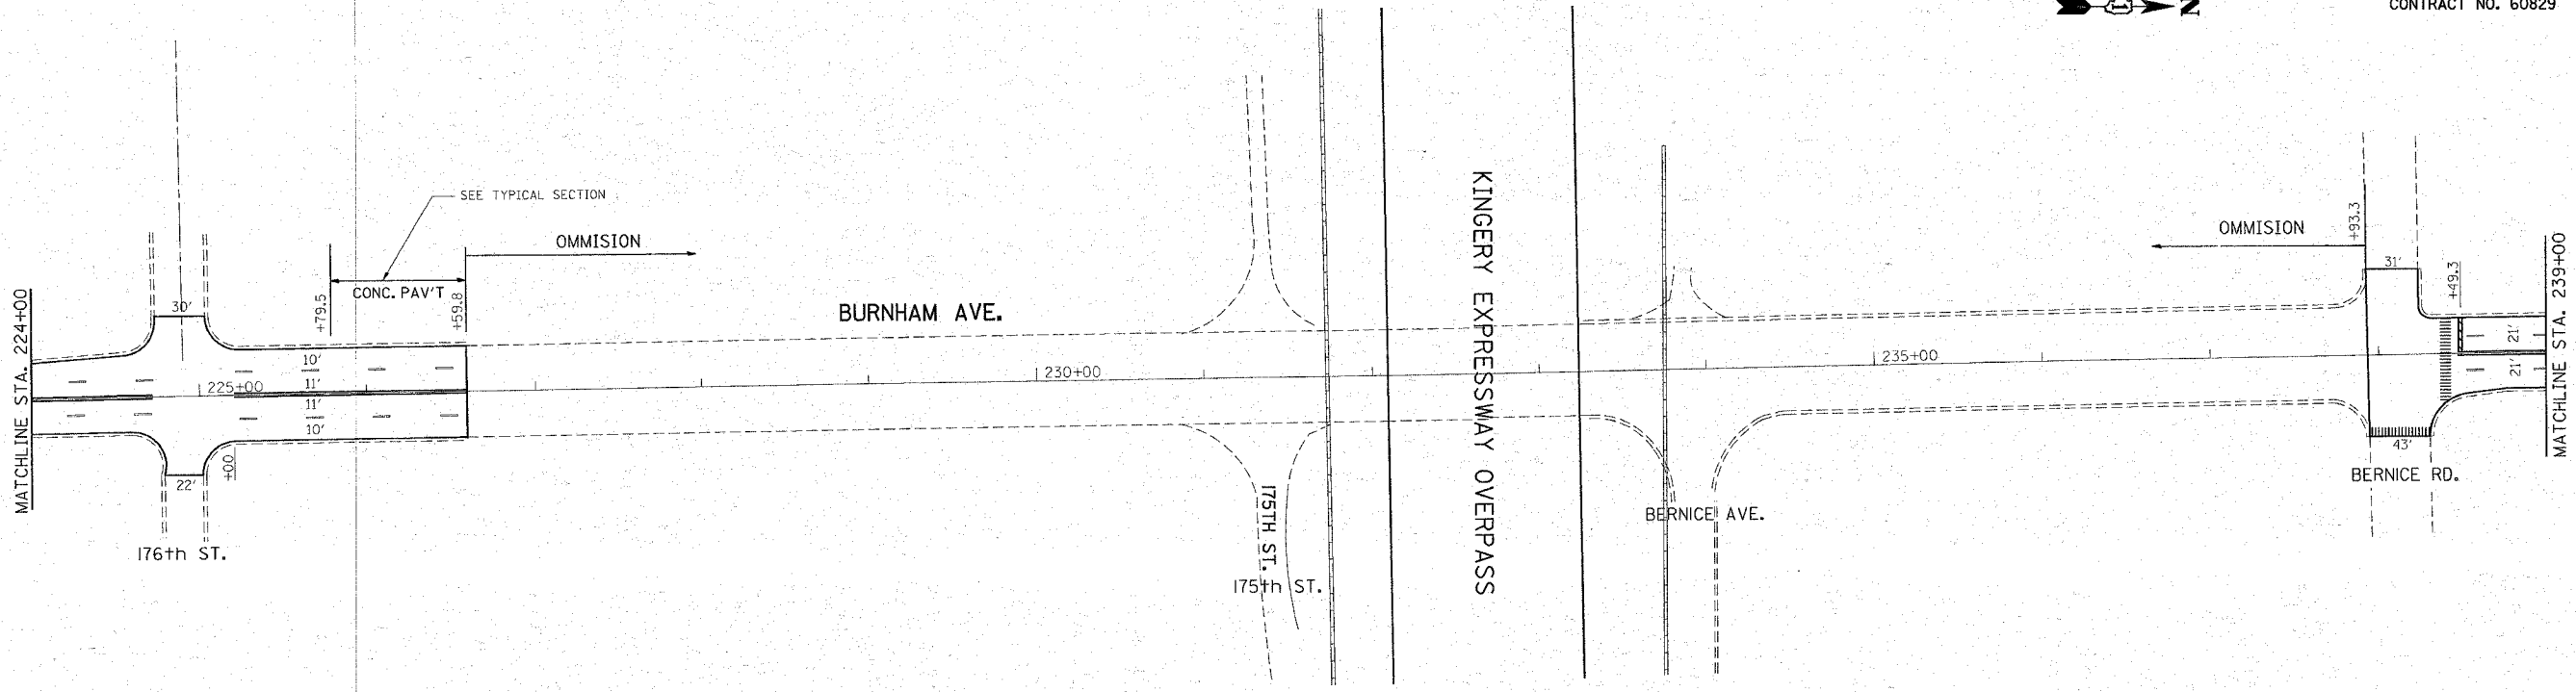 N
CONTRACT NO. 60829
SEE TYPICAL SECTION
OMMISION
CONC. PAV'T
+79.5
+59.8
BURNHAM AVE.
MATCHLINE STA. 224+00
30'
10'
11'
225+00
11'
10'
22'
+00
176th ST.
230+00
175TH ST.
175th ST.
KINGERY EXPRESSWAY OVERPASS
BERNICE AVE.
235+00
OMMISION
+93.3
31'
+49.3
21'
21'
43'
BERNICE RD.
MATCHLINE STA. 239+00